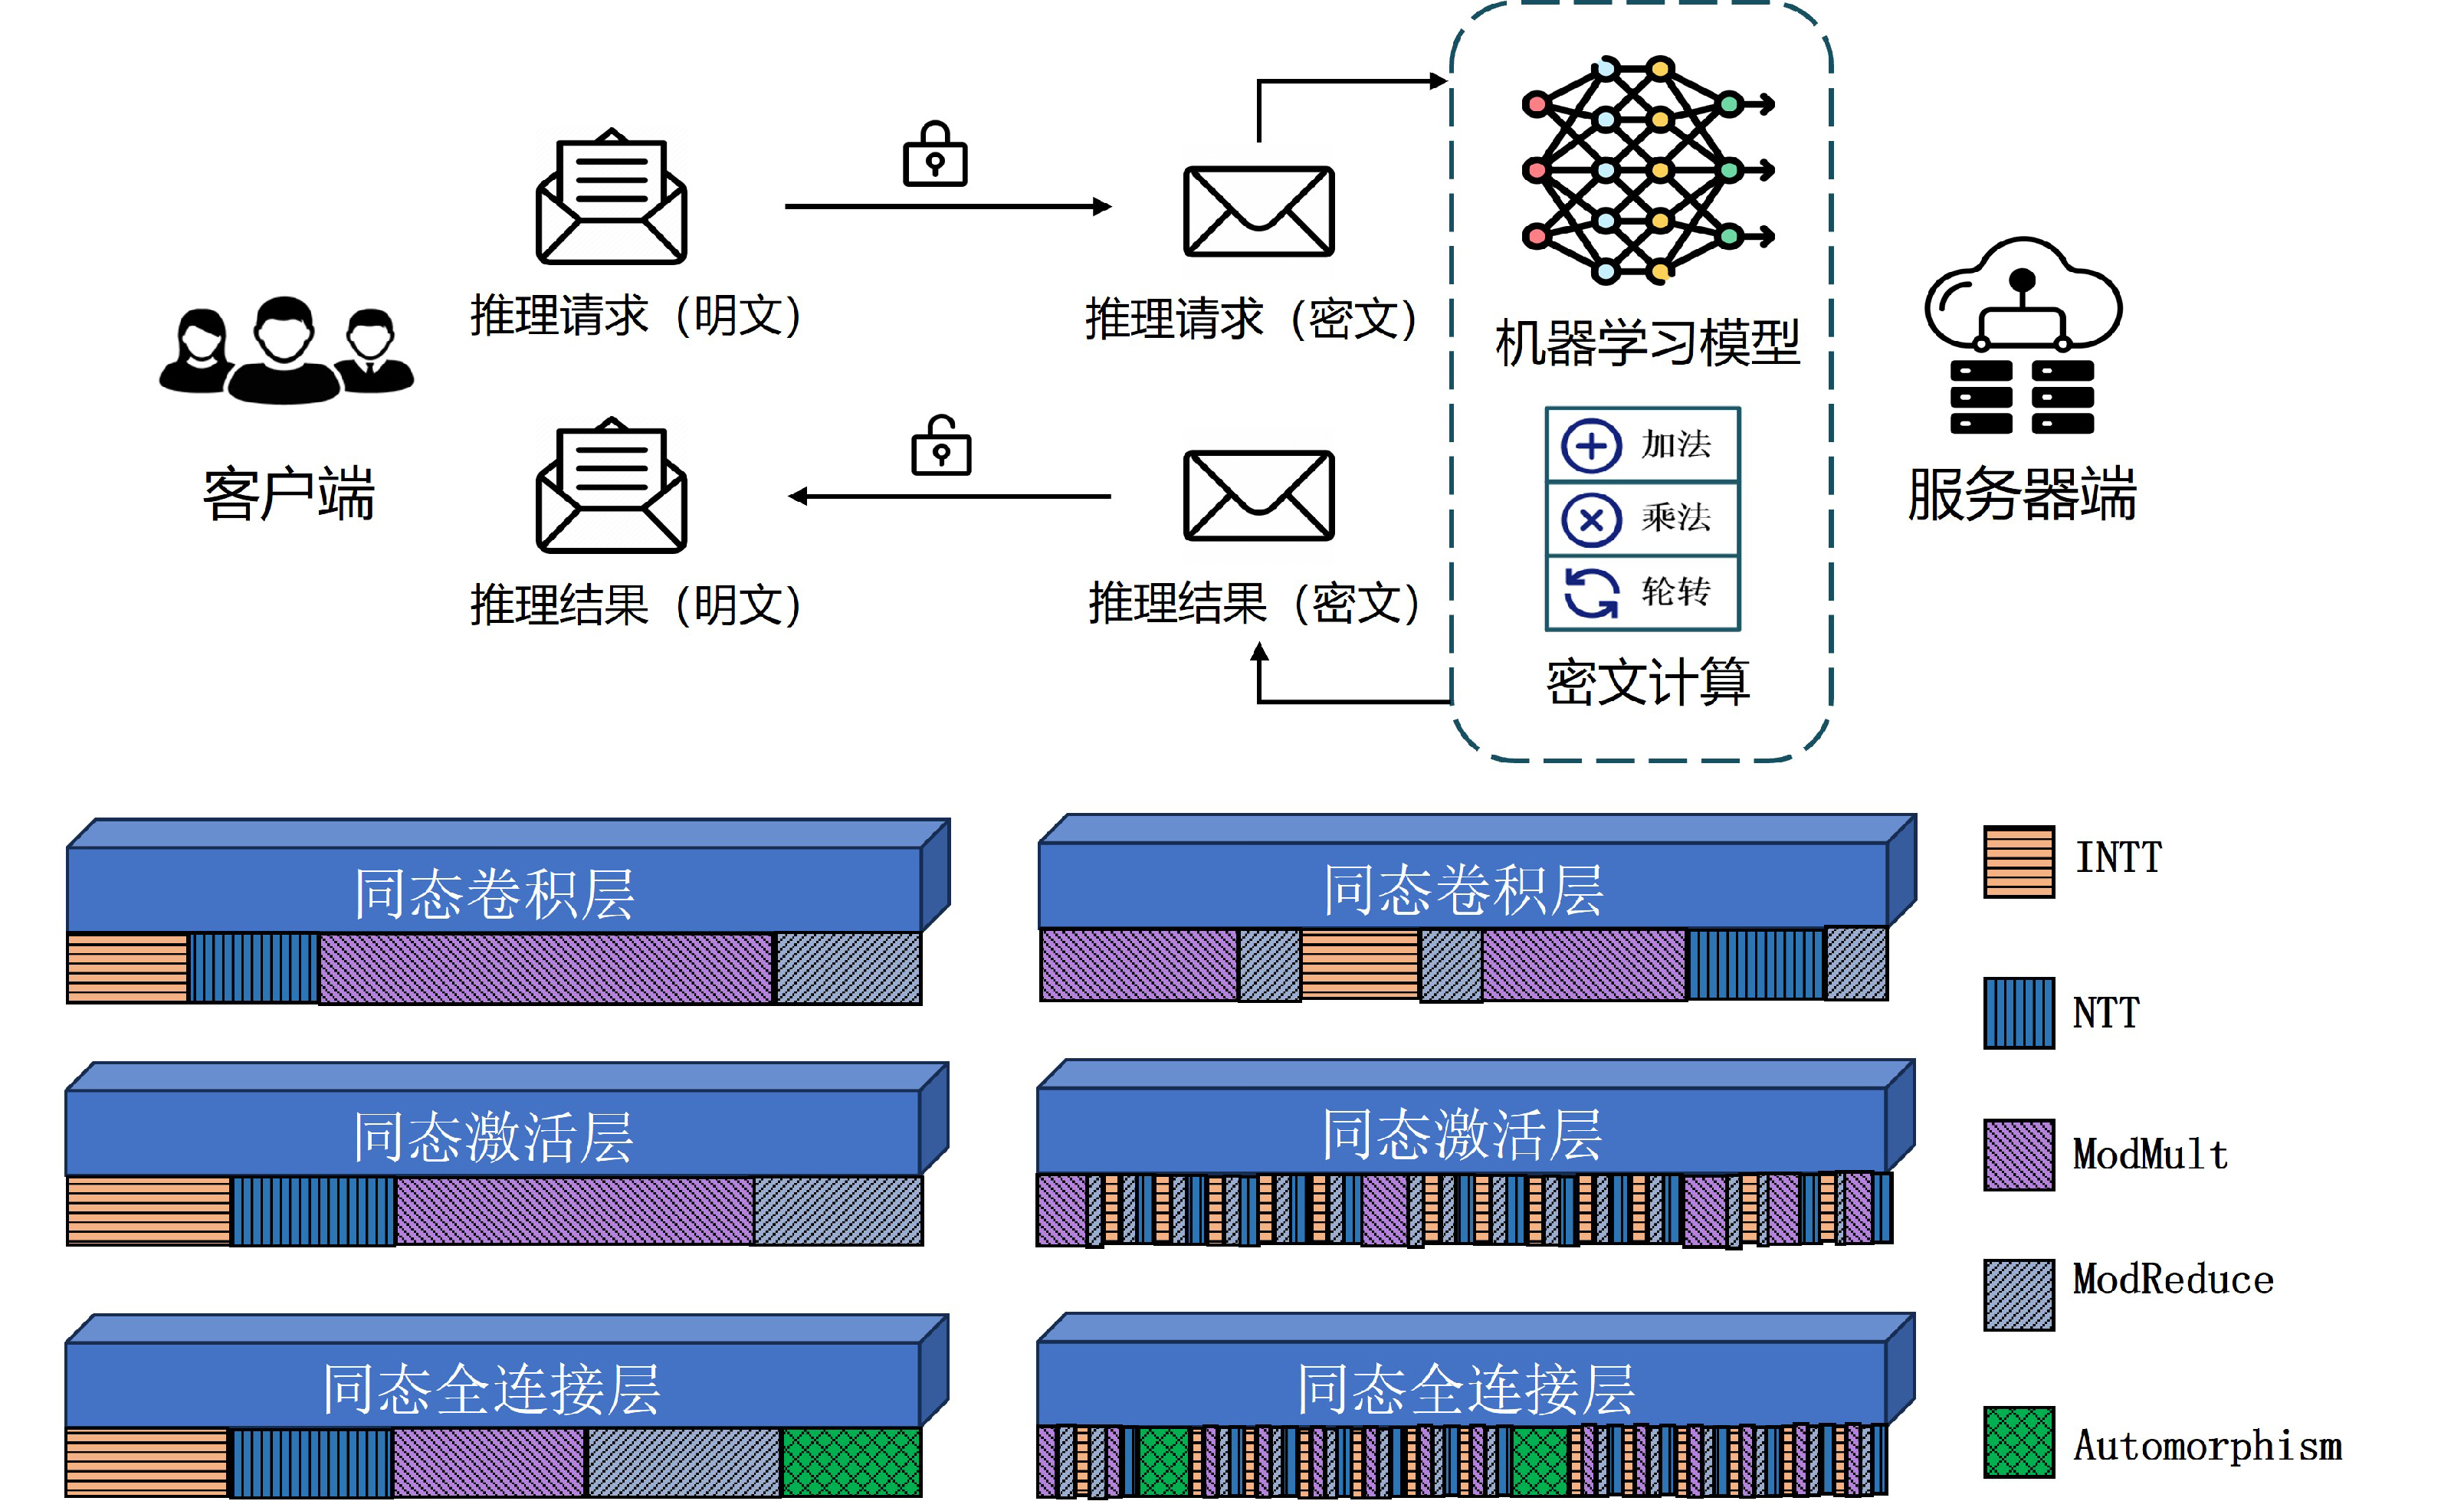 推理请求（明文）
推理请求（密文）
机器学习模型
客户端
加法
乘法
轮转
服务器端
推理结果（明文）
推理结果（密文）
密文计算
同态卷积层
同态卷积层
INTT
NTT
同态激活层
同态激活层
ModMult
ModReduce
同态全连接层
同态全连接层
Automorphism